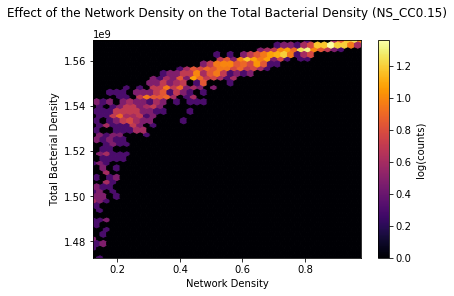 Effect of the Network Density on the Total Bacterial Density (NS_CC0.15)
1e9
1.56
1.54
1.52
1.50
1.48
Total Bacterial Density
0.2 0.4 0.6 0.8
Network Density
1.2
1.0
0.8
0.6
0.4
0.2
0.0
log(counts)